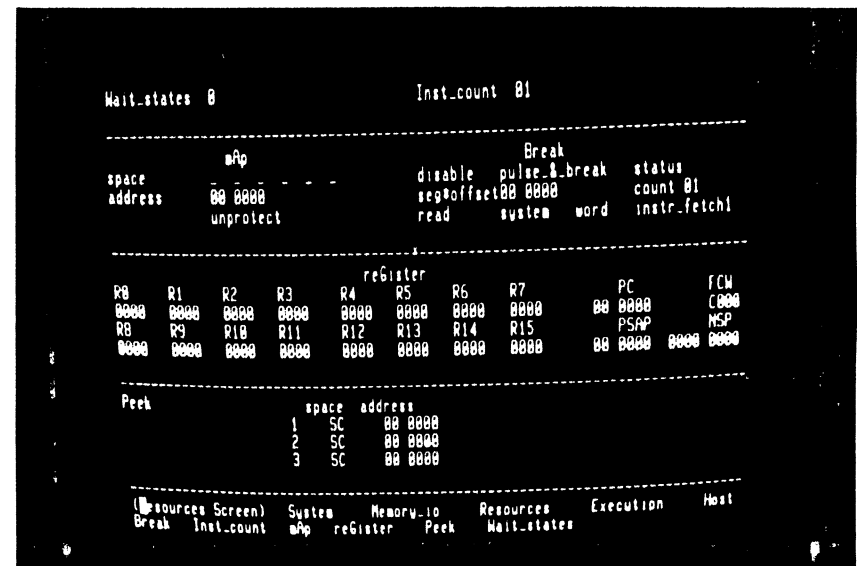 Wait_states 0 Inst_count 01
mAp Break
space _ _ _ _ _ _ disable pulse_&_break status
address 00 0000 seg*offset00 0000 count 01
unprotect read system word instr_fetch1
reGister
R0 R1 R2 R3 R4 R5 R6 R7 PC FCW
0000 0000 0000 0000 0000 0000 0000 0000 00 0000 C000
R8 R9 R10 R11 R12 R13 R14 R15 PSAP NSP
0000 0000 0000 0000 0000 0000 0000 0000 00 0000 0000 0000
Peek space address
1 SC 00 0000
2 SC 00 0000
3 SC 00 0000
(Resources Screen) System Memory_io Resources Execution Host
Break Inst_count mAp reGister Peek Wait_states